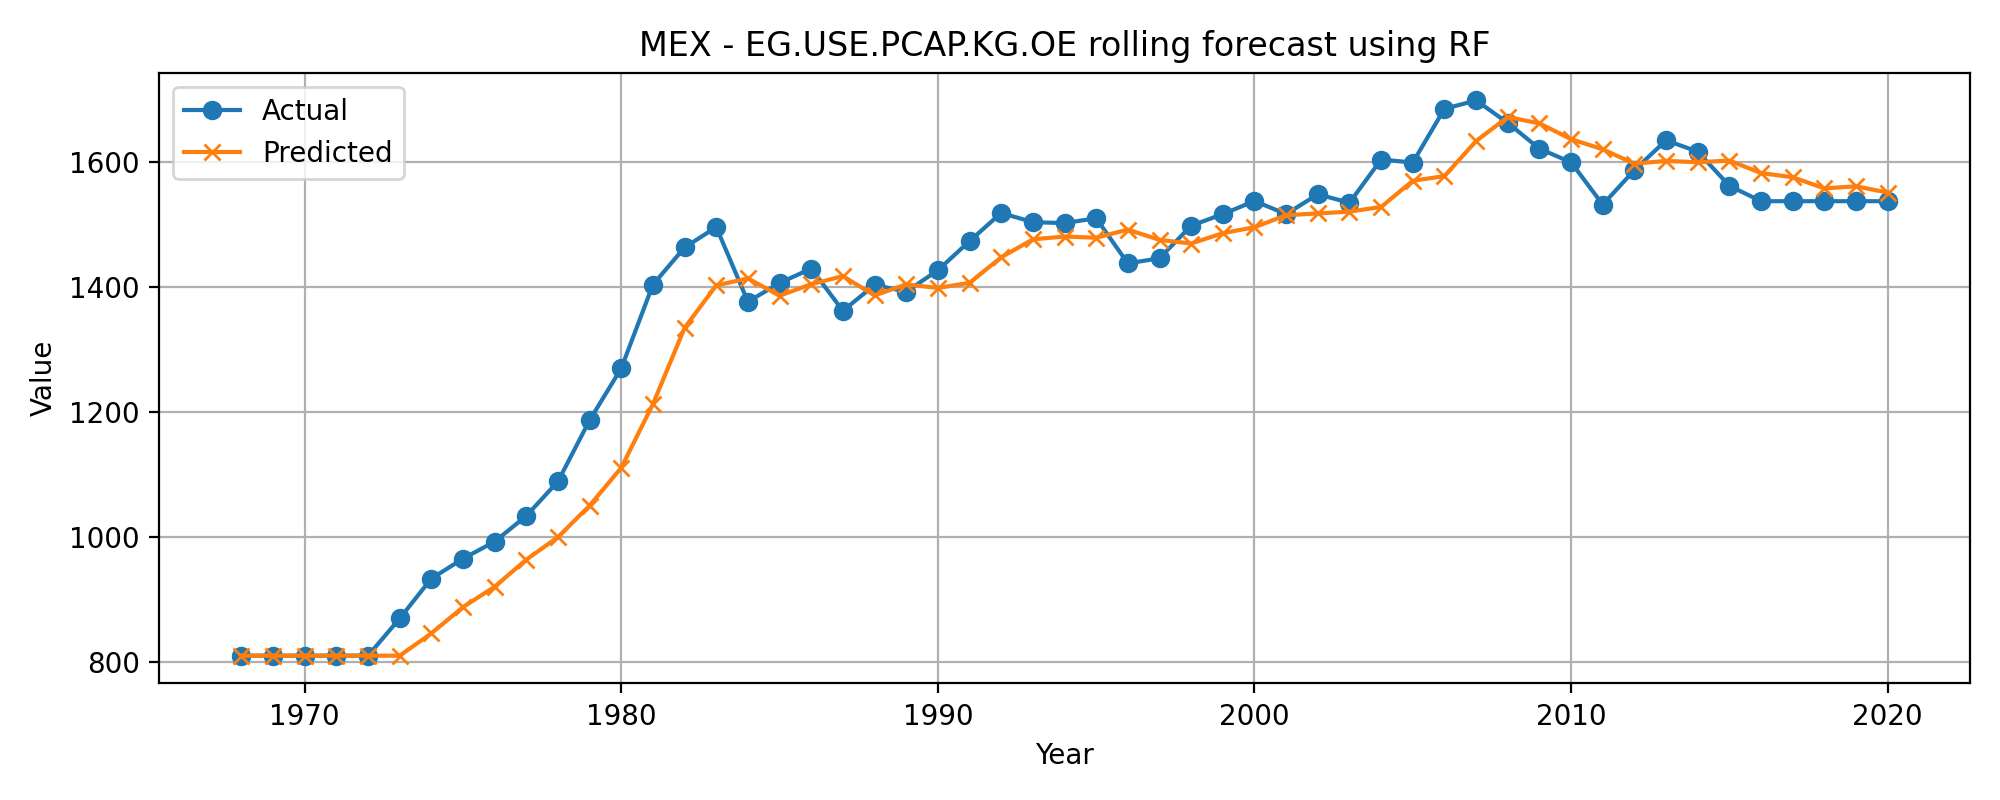 MEX - EG.USE.PCAP.KG.OE rolling forecast using RF
Actual
Predicted
1600
1400
1200
1000
800
Value
1970 1980 1990 2000 2010 2020
Year